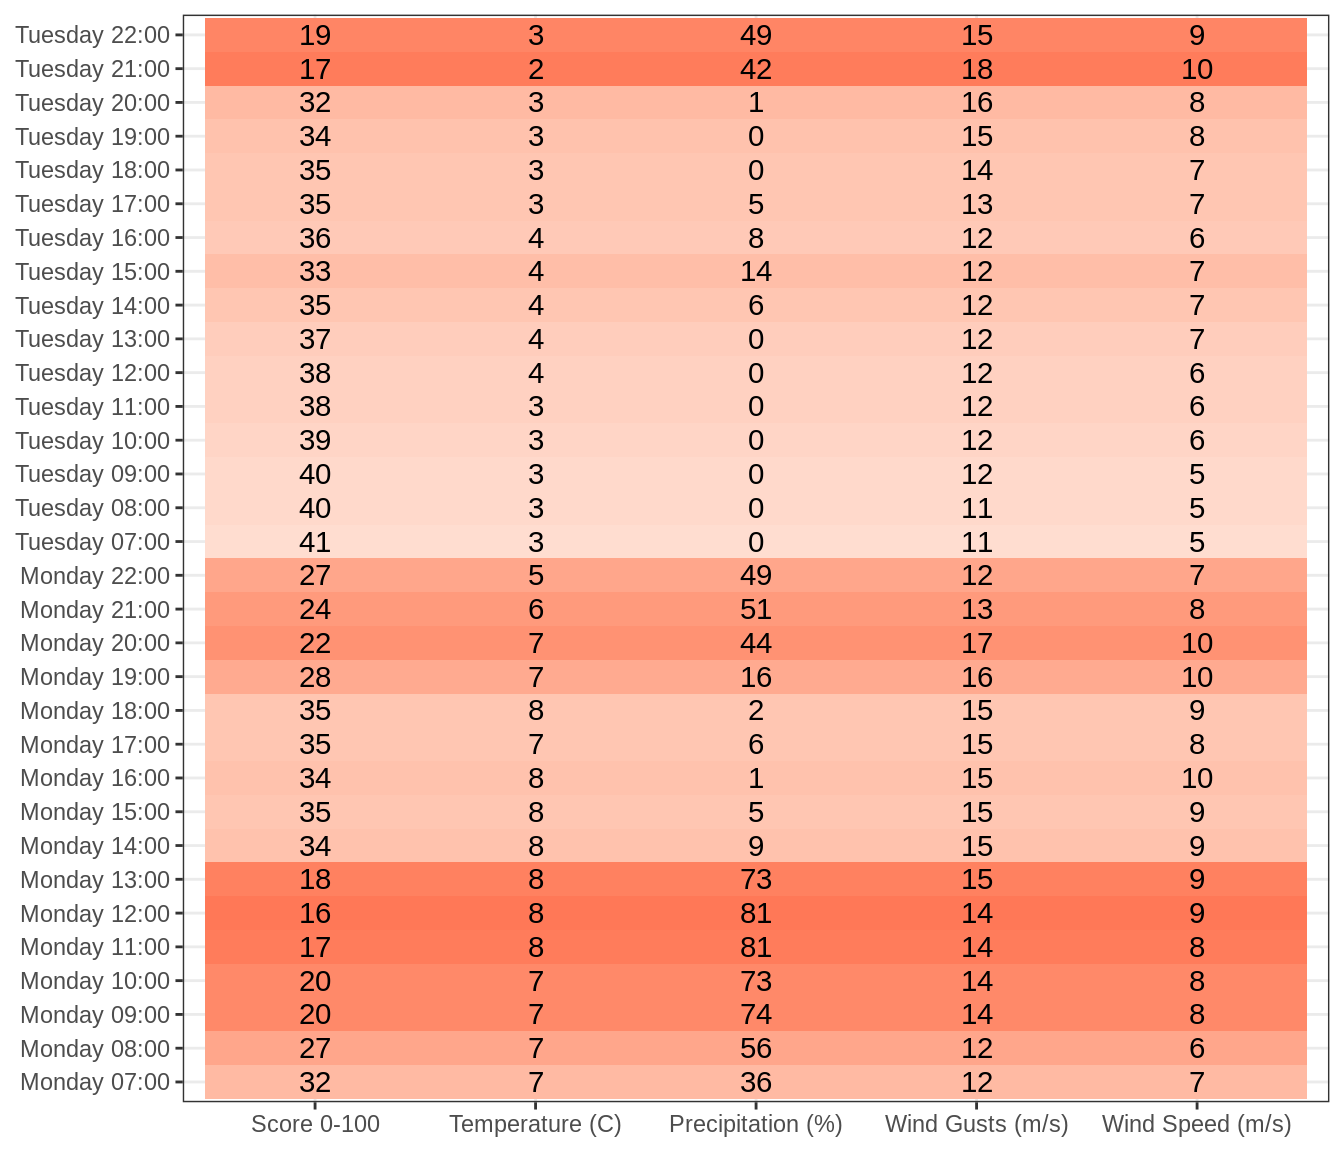 Tuesday 22:00 19 3 49 15 9
Tuesday 21:00 17 2 42 18 10
Tuesday 20:00 32 3 1 16 8
Tuesday 19:00 34 3 0 15 8
Tuesday 18:00 35 3 0 14 7
Tuesday 17:00 35 3 5 13 7
Tuesday 16:00 36 4 8 12 6
Tuesday 15:00 33 4 14 12 7
Tuesday 14:00 35 4 6 12 7
Tuesday 13:00 37 4 0 12 7
Tuesday 12:00 38 4 0 12 6
Tuesday 11:00 38 3 0 12 6
Tuesday 10:00 39 3 0 12 6
Tuesday 09:00 40 3 0 12 5
Tuesday 08:00 40 3 0 11 5
Tuesday 07:00 41 3 0 11 5
Monday 22:00 27 5 49 12 7
Monday 21:00 24 6 51 13 8
Monday 20:00 22 7 44 17 10
Monday 19:00 28 7 16 16 10
Monday 18:00 35 8 2 15 9
Monday 17:00 35 7 6 15 8
Monday 16:00 34 8 1 15 10
Monday 15:00 35 8 5 15 9
Monday 14:00 34 8 9 15 9
Monday 13:00 18 8 73 15 9
Monday 12:00 16 8 81 14 9
Monday 11:00 17 8 81 14 8
Monday 10:00 20 7 73 14 8
Monday 09:00 20 7 74 14 8
Monday 08:00 27 7 56 12 6
Monday 07:00 32 7 36 12 7
Score 0-100 Temperature (C) Precipitation (%) Wind Gusts (m/s) Wind Speed (m/s)